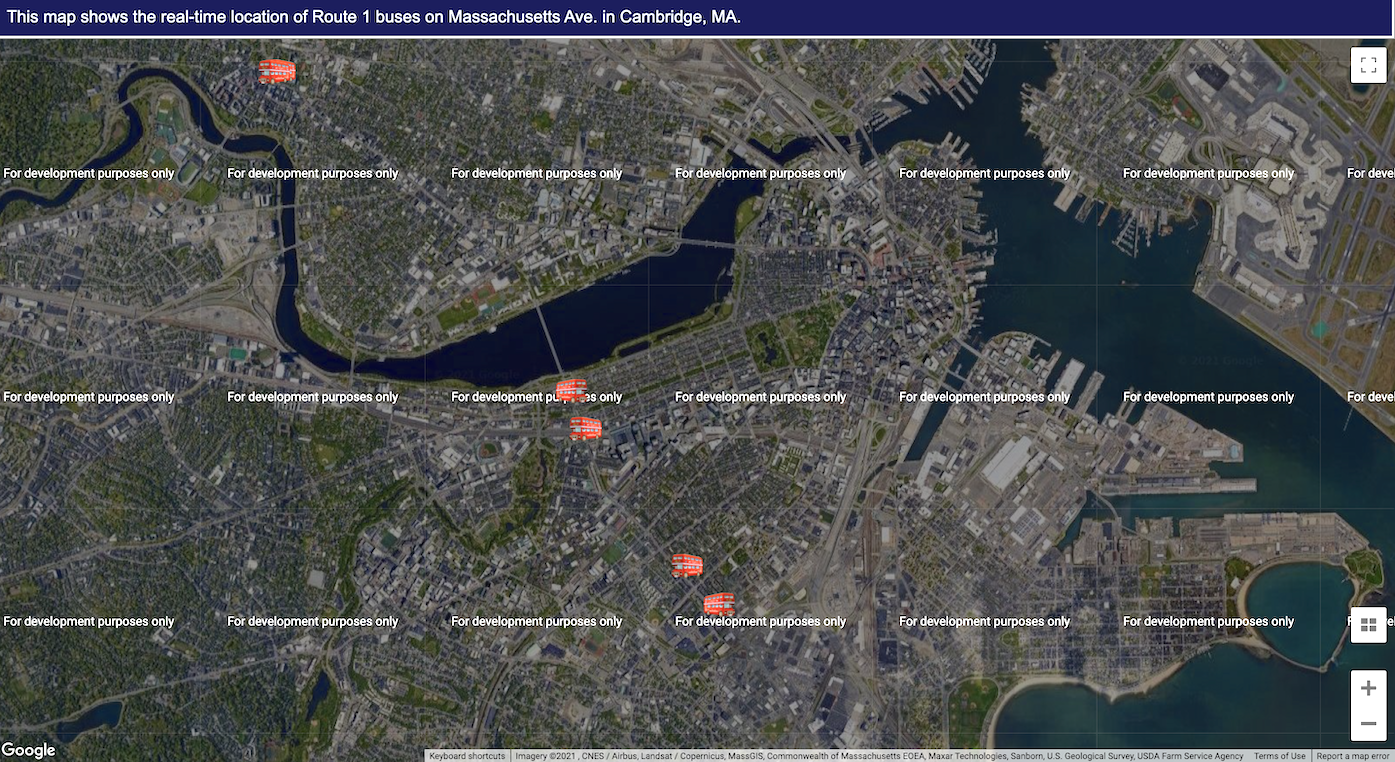 This map shows the real-time location of Route 1 buses on Massachusetts Ave. in Cambridge, MA.
For development purposes only For development purposes only For development purposes only For development purposes only For development purposes only For development purposes only For deve
For development purposes only For development purposes only For development purposes only For development purposes only For development purposes only For development purposes only For deve
For development purposes only For development purposes only For development purposes only For development purposes only For development purposes only For development purposes only
Google
Keyboard shortcuts Imagery ©2021 , CNES / Airbus, Landsat / Copernicus, MassGIS, Commonwealth of Massachusetts EOEA, Maxar Technologies, Sanborn, U.S. Geological Survey, USDA Farm Service Agency Terms of Use Report a map error